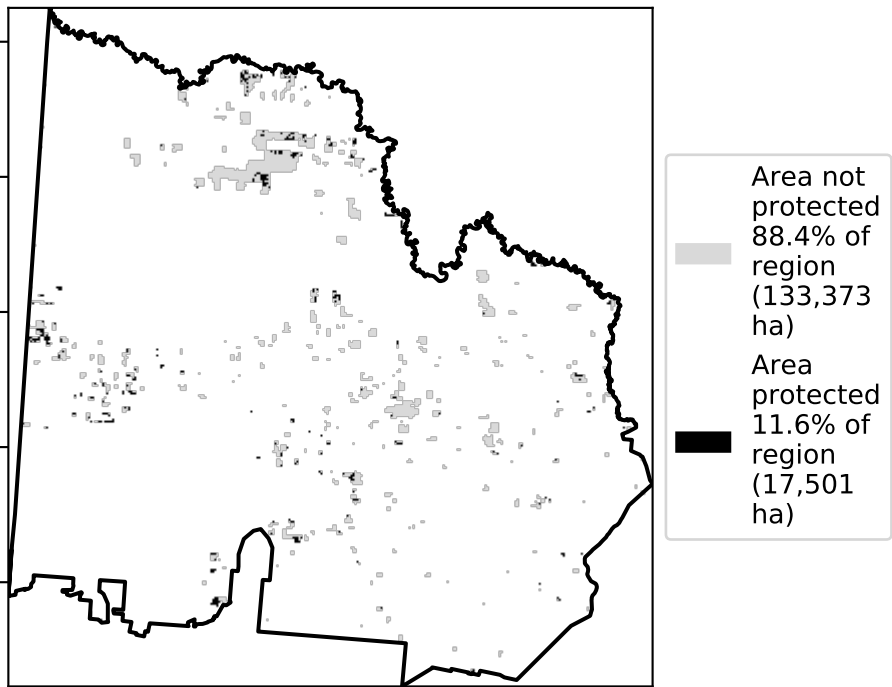 Area not
protected
88.4% of
region
(133,373
ha)
Area
protected
11.6% of
region
(17,501
ha)